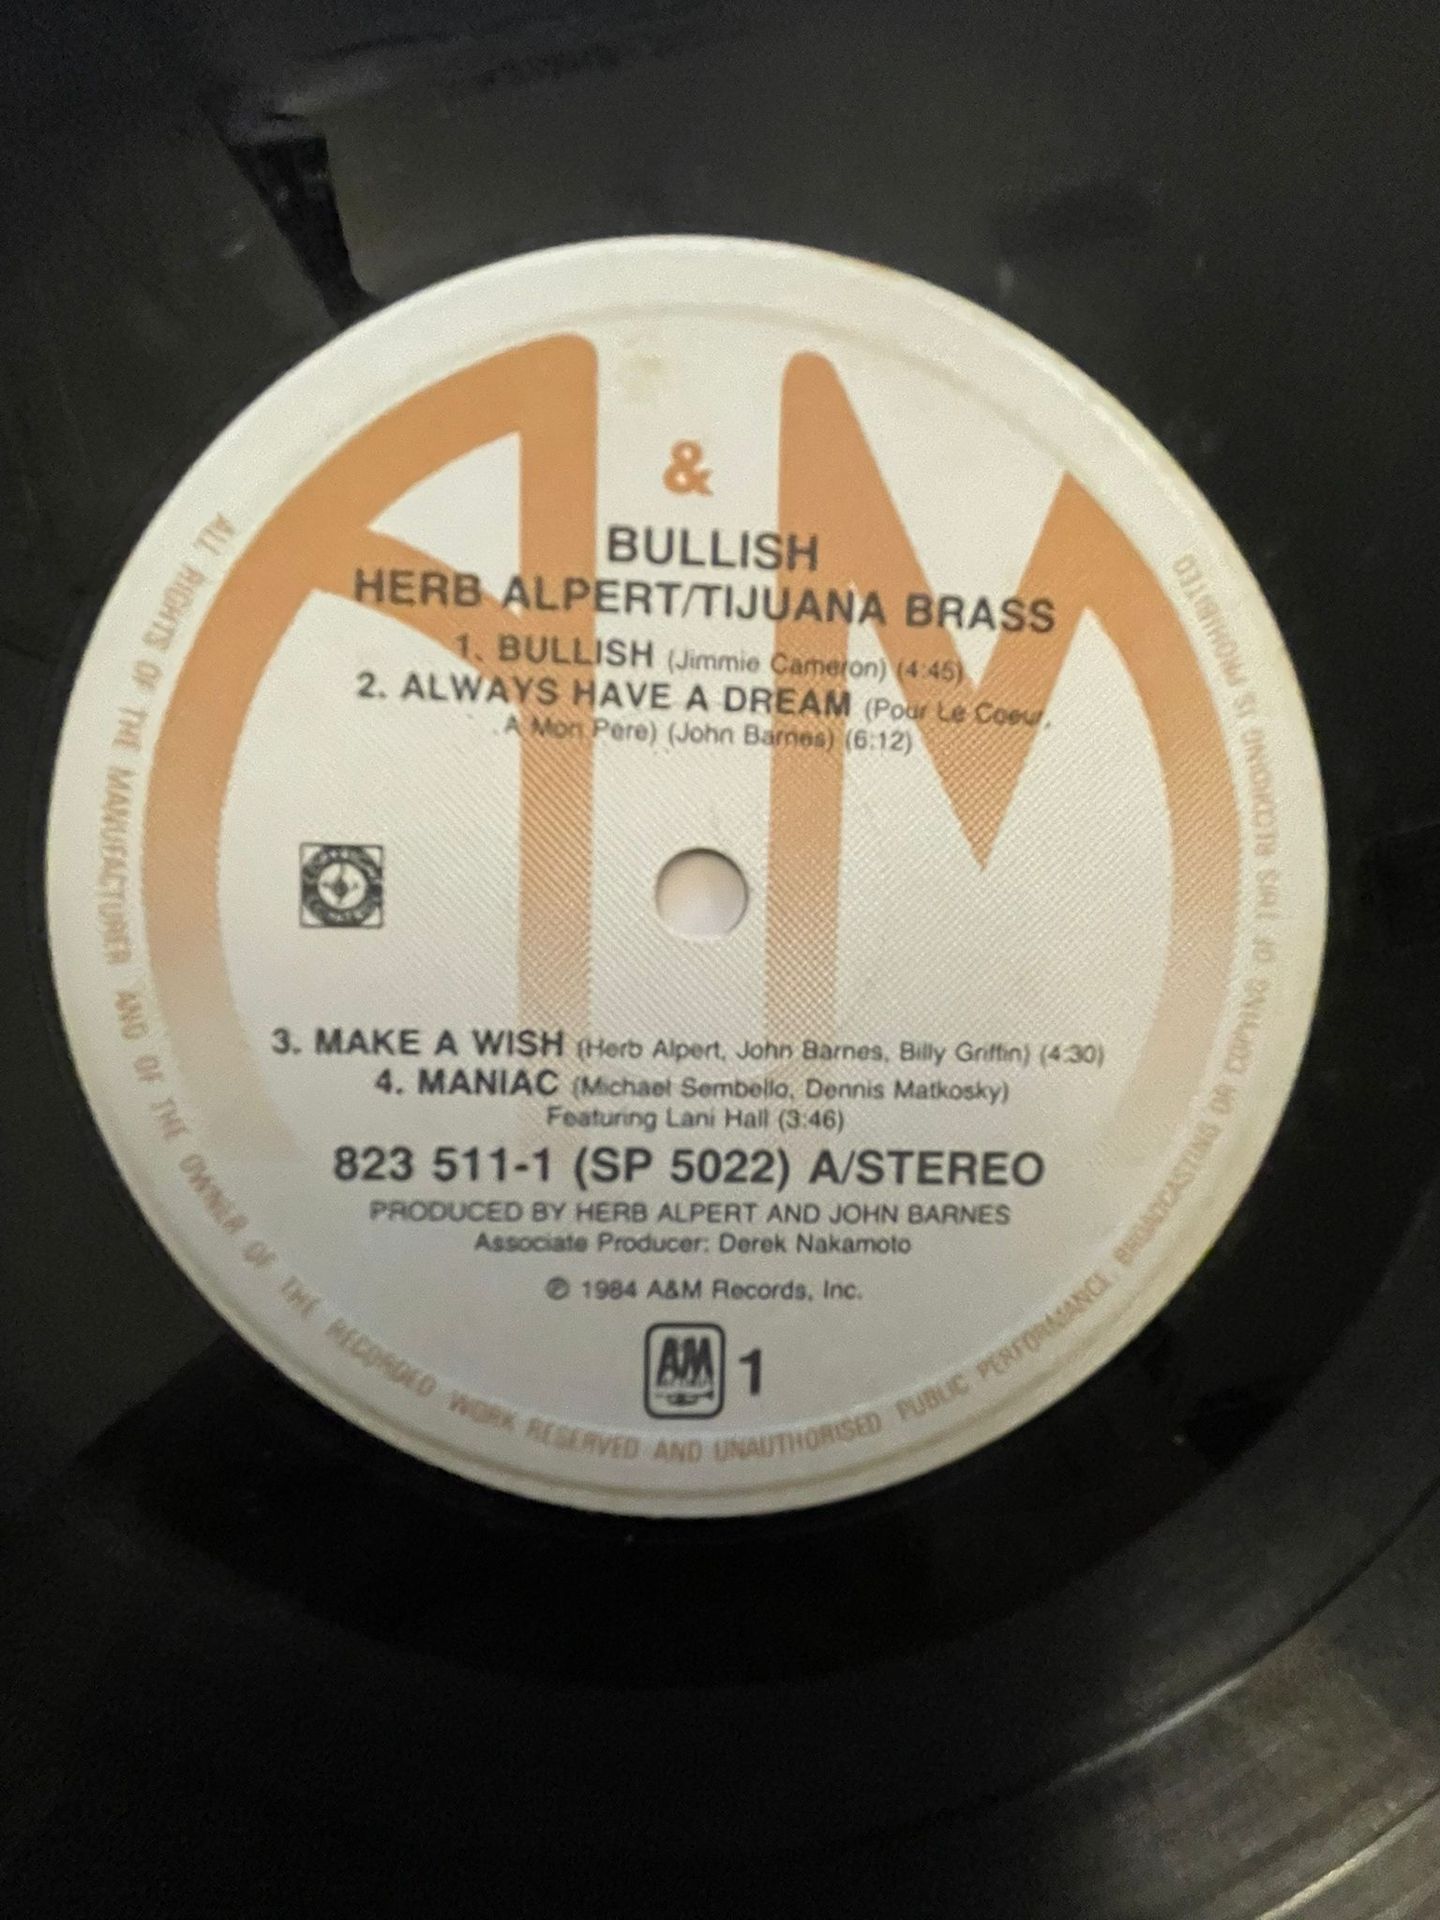 A & M
BULLISH
HERB ALPERT/TIJUANA BRASS
1. BULLISH (Jimmie Cameron) (4:45)
2. ALWAYS HAVE A DREAM (Pour Le Coeur,
A Mon Pere) (John Barnes) (6:12)
3. MAKE A WISH (Herb Alpert, John Barnes, Billy Griffin) (4:30)
4. MANIAC (Michael Sembello, Dennis Matkosky)
Featuring Lani Hall (3:46)
823 511-1 (SP 5022) A/STEREO
PRODUCED BY HERB ALPERT AND JOHN BARNES
Associate Producer: Derek Nakamoto
℗ 1984 A&M Records, Inc.
AM 1
ALL RIGHTS OF THE MANUFACTURER AND OF THE OWNER OF THE RECORDED WORK RESERVED AND UNAUTHORISED PUBLIC PERFORMANCE BROADCASTING OR COPYING OF THIS RECORDING IS PROHIBITED